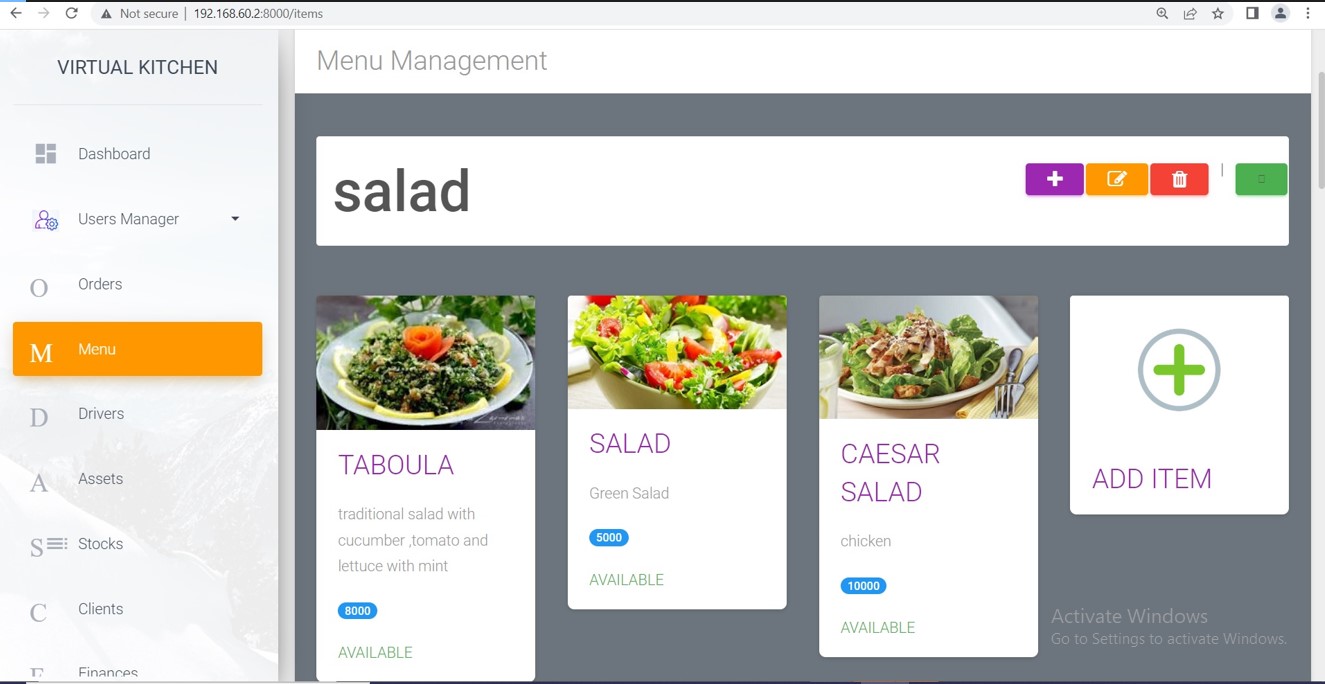 Not secure | 192.168.60.2:8000/items
VIRTUAL KITCHEN
Dashboard
Users Manager
O Orders
M Menu
D Drivers
A Assets
S Stocks
C Clients
F Finances
Menu Management
salad
|
TABOULA
traditional salad with
cucumber ,tomato and
lettuce with mint
8000
AVAILABLE
SALAD
Green Salad
5000
AVAILABLE
CAESAR
SALAD
chicken
10000
AVAILABLE
ADD ITEM
Activate Windows
Go to Settings to activate Windows.